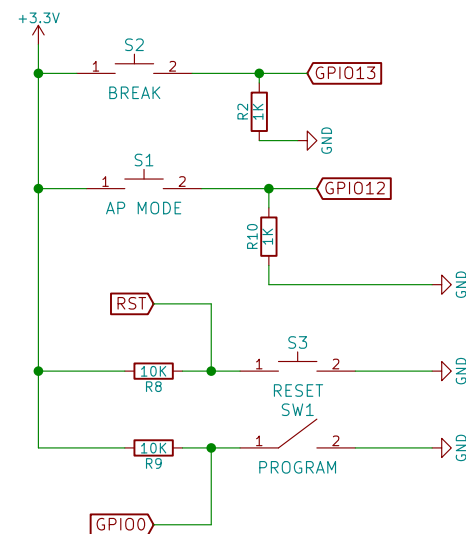 +3.3V
S2
1 2
GPIO13
BREAK
R2
1K
GND
S1
1 2
GPIO12
AP MODE
R10
1K
GND
RST
S3
10K
1 2
GND
R8
RESET
SW1
10K
1 2
GND
R9
PROGRAM
GPIO0